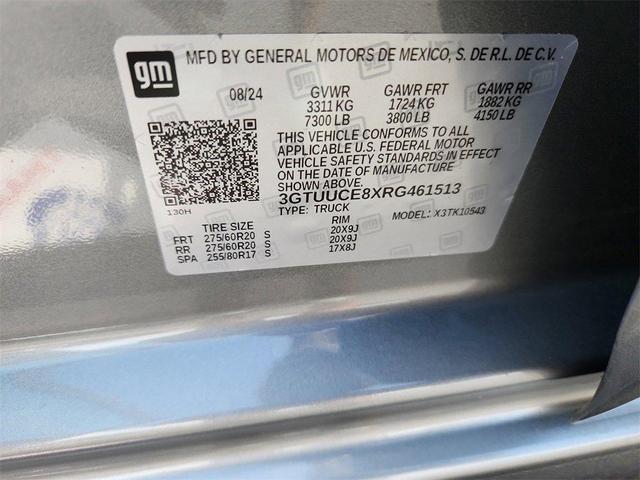 gm
MFD BY GENERAL MOTORS DE MEXICO, S. DE R.L. DE C.V.
08/24 GVWR GAWR FRT GAWR RR
3311 KG 1724 KG 1882 KG
7300 LB 3800 LB 4150 LB
THIS VEHICLE CONFORMS TO ALL
APPLICABLE U.S. FEDERAL MOTOR
VEHICLE SAFETY STANDARDS IN EFFECT
ON THE DATE OF MANUFACTURE
SHOWN ABOVE.
3GTUUCE8XRG461513
130H
TYPE: TRUCK MODEL: X3TK10543
TIRE SIZE RIM
FRT 275/60R20 S 20X9J
RR 275/60R20 S 20X9J
SPA 255/80R17 S 17X8J